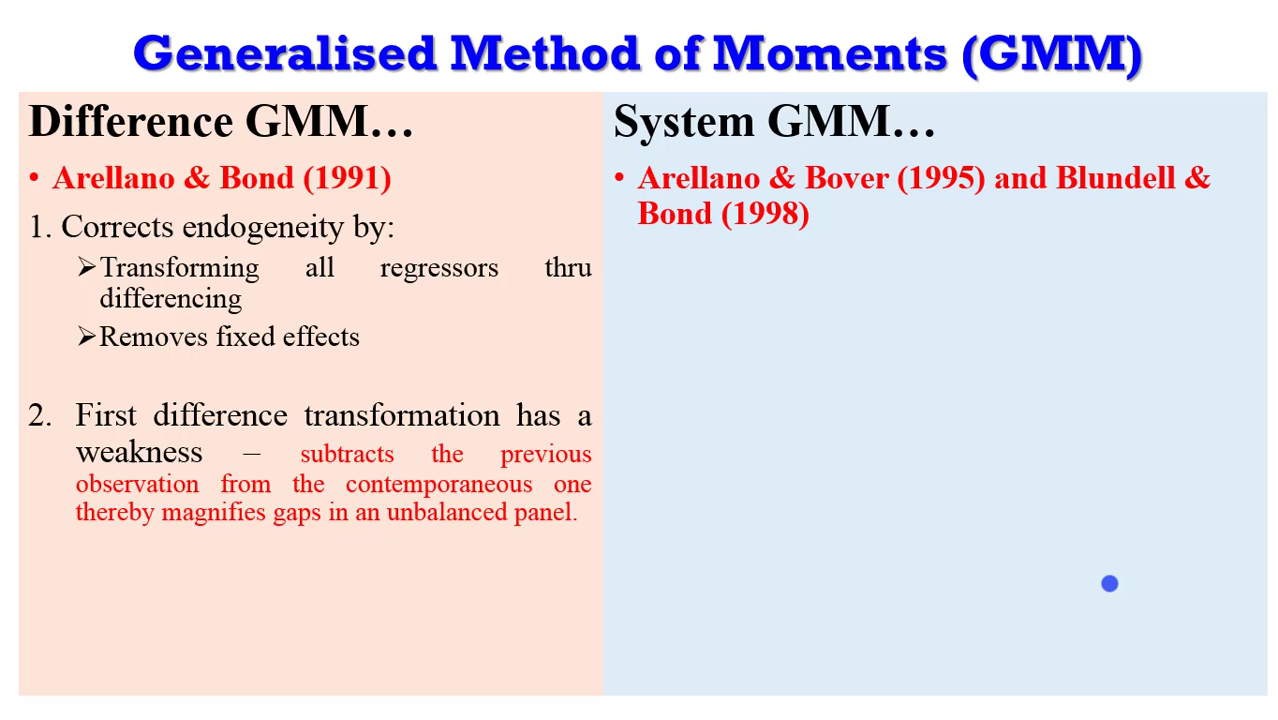 Generalised Method of Moments (GMM)
Difference GMM…
• Arellano & Bond (1991)
1. Corrects endogeneity by:
➢Transforming all regressors thru
differencing
➢Removes fixed effects
2. First difference transformation has a
weakness – subtracts the previous
observation from the contemporaneous one
thereby magnifies gaps in an unbalanced panel.
System GMM…
• Arellano & Bover (1995) and Blundell &
Bond (1998)